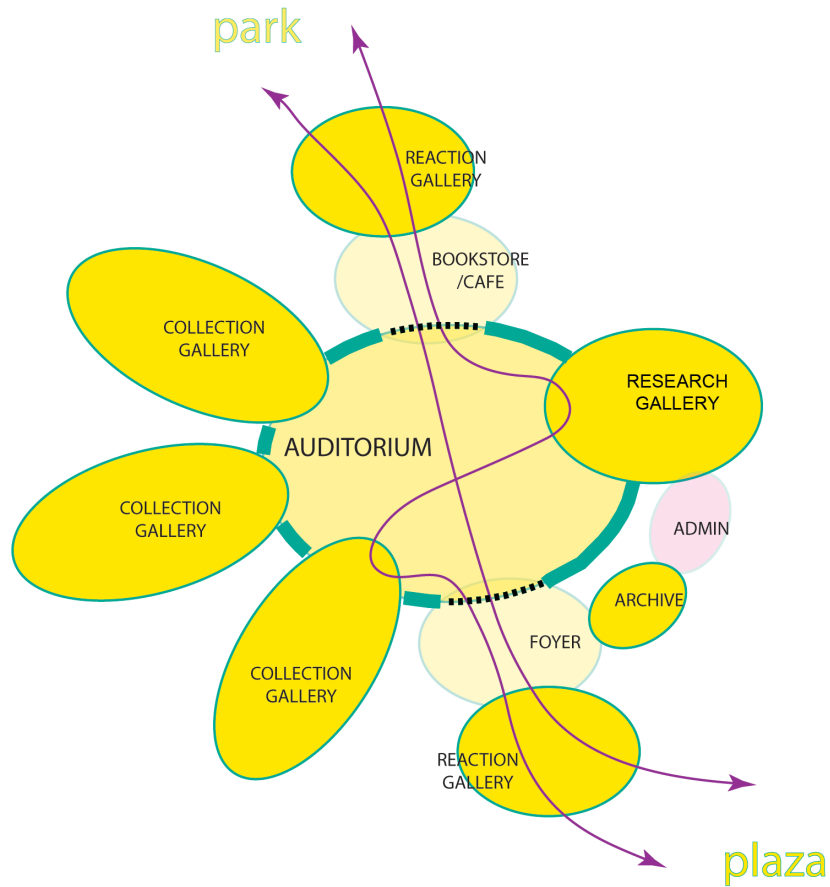 park
REACTION
GALLERY
BOOKSTORE
/CAFE
COLLECTION
GALLERY
RESEARCH
GALLERY
AUDITORIUM
COLLECTION
GALLERY
ADMIN
ARCHIVE
FOYER
COLLECTION
GALLERY
REACTION
GALLERY
plaza